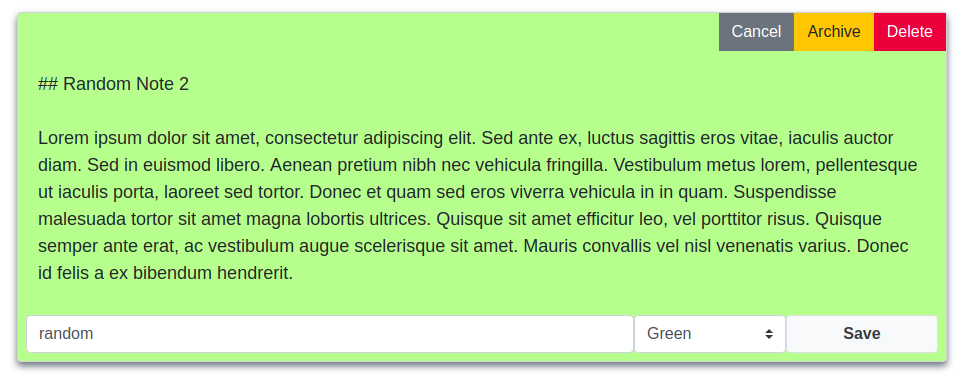 Cancel Archive Delete
## Random Note 2
Lorem ipsum dolor sit amet, consectetur adipiscing elit. Sed ante ex, luctus sagittis eros vitae, iaculis auctor
diam. Sed in euismod libero. Aenean pretium nibh nec vehicula fringilla. Vestibulum metus lorem, pellentesque
ut iaculis porta, laoreet sed tortor. Donec et quam sed eros viverra vehicula in in quam. Suspendisse
malesuada tortor sit amet magna lobortis ultrices. Quisque sit amet efficitur leo, vel porttitor risus. Quisque
semper ante erat, ac vestibulum augue scelerisque sit amet. Mauris convallis vel nisl venenatis varius. Donec
id felis a ex bibendum hendrerit.
random Green Save